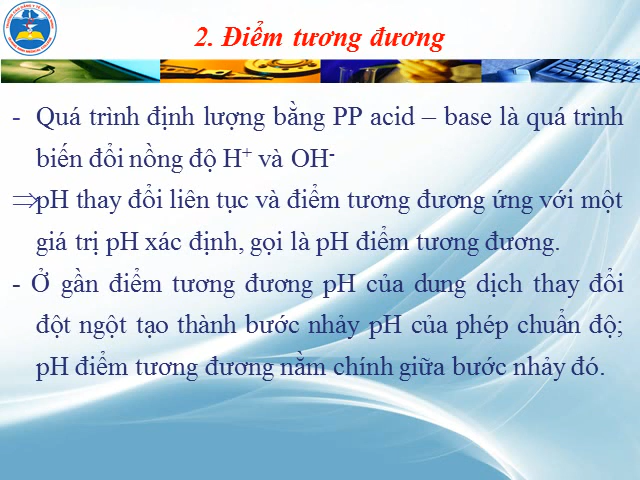 2. Điểm tương đương
- Quá trình định lượng bằng PP acid – base là quá trình
biến đổi nồng độ H⁺ và OH⁻
⇒pH thay đổi liên tục và điểm tương đương ứng với một
giá trị pH xác định, gọi là pH điểm tương đương.
- Ở gần điểm tương đương pH của dung dịch thay đổi
đột ngột tạo thành bước nhảy pH của phép chuẩn độ;
pH điểm tương đương nằm chính giữa bước nhảy đó.